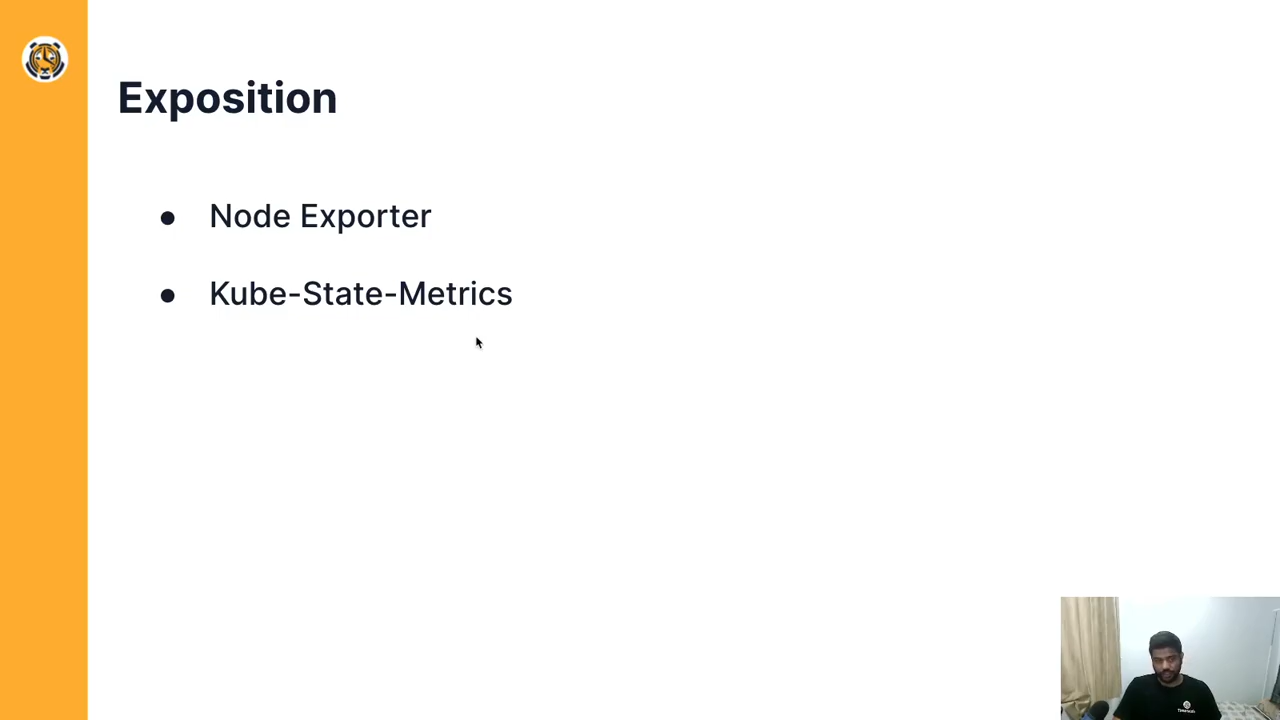 Exposition
● Node Exporter
● Kube-State-Metrics